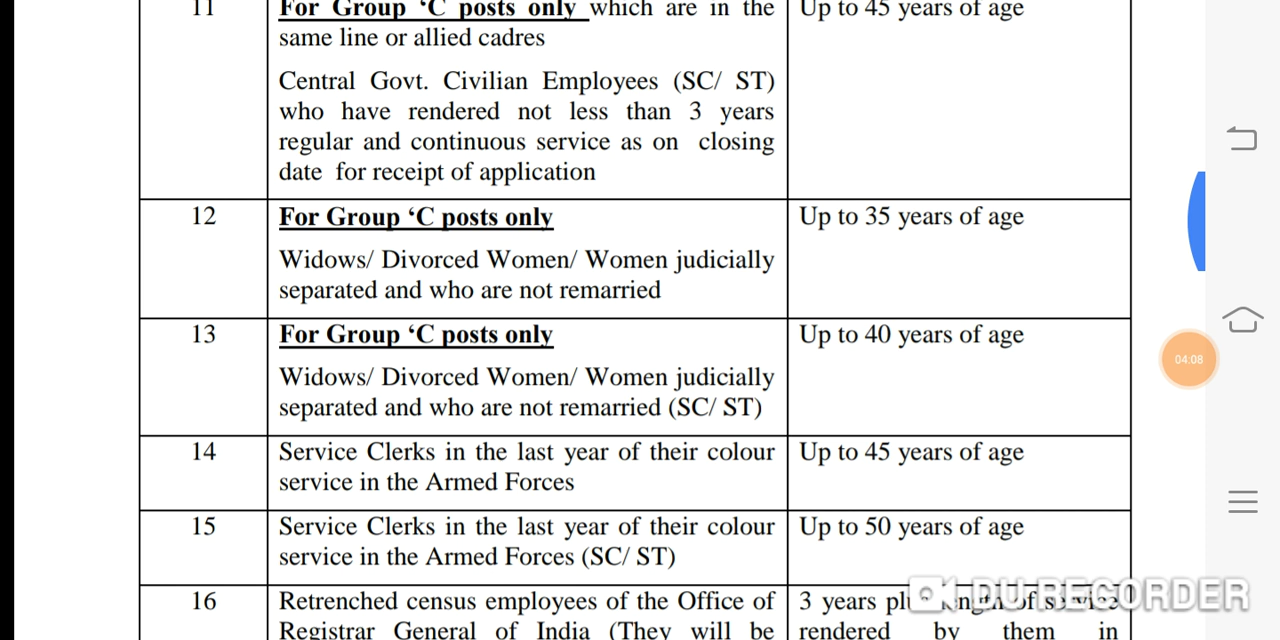 11 For Group ‘C posts only which are in the Up to 45 years of age
same line or allied cadres
Central Govt. Civilian Employees (SC/ ST)
who have rendered not less than 3 years
regular and continuous service as on closing
date for receipt of application
12 For Group ‘C posts only Up to 35 years of age
Widows/ Divorced Women/ Women judicially
separated and who are not remarried
13 For Group ‘C posts only Up to 40 years of age
Widows/ Divorced Women/ Women judicially
separated and who are not remarried (SC/ ST)
14 Service Clerks in the last year of their colour Up to 45 years of age
service in the Armed Forces
15 Service Clerks in the last year of their colour Up to 50 years of age
service in the Armed Forces (SC/ ST)
16 Retrenched census employees of the Office of 3 years plus length of service
Registrar General of India (They will be rendered by them in
04:08
DU RECORDER